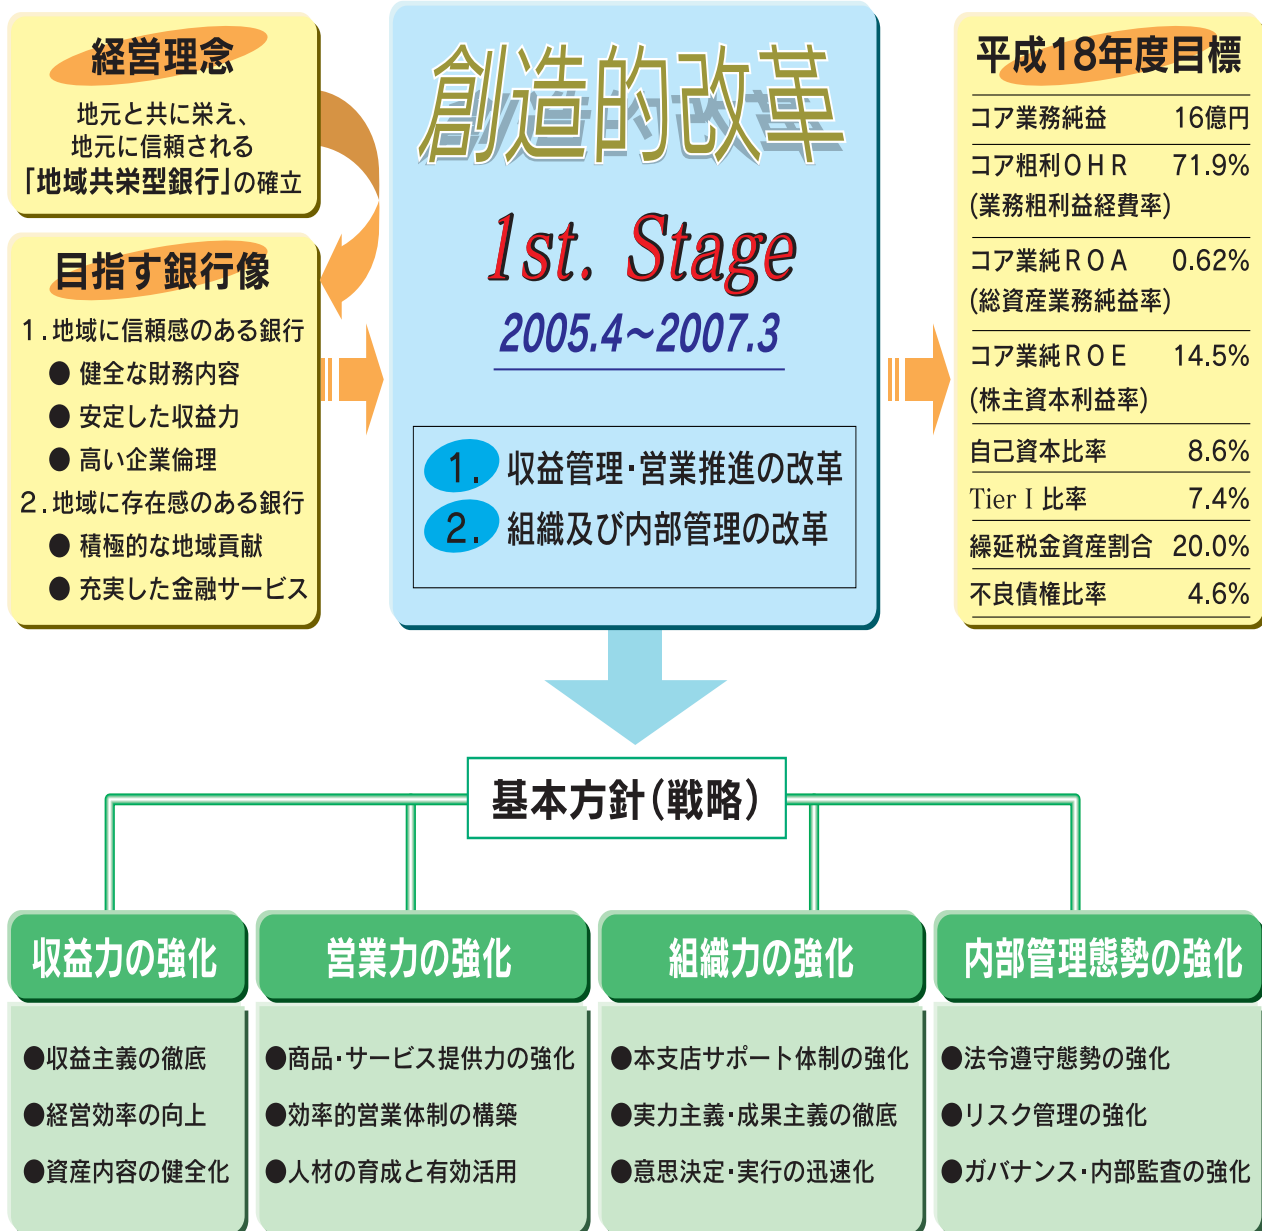 経営理念
地元と共に栄え、
地元に信頼される
「地域共栄型銀行」の確立
目指す銀行像
1.地域に信頼感のある銀行
● 健全な財務内容
● 安定した収益力
● 高い企業倫理
2.地域に存在感のある銀行
● 積極的な地域貢献
● 充実した金融サービス
創造的改革
1st. Stage
2005.4~2007.3
1. 収益管理・営業推進の改革
2. 組織及び内部管理の改革
平成18年度目標
コア業務純益 16億円
コア粗利OHR 71.9%
(業務粗利益経費率)
コア業純ROA 0.62%
(総資産業務純益率)
コア業純ROE 14.5%
(株主資本利益率)
自己資本比率 8.6%
Tier I 比率 7.4%
繰延税金資産割合 20.0%
不良債権比率 4.6%
基本方針(戦略)
収益力の強化
●収益主義の徹底
●経営効率の向上
●資産内容の健全化
営業力の強化
●商品・サービス提供力の強化
●効率的営業体制の構築
●人材の育成と有効活用
組織力の強化
●本支店サポート体制の強化
●実力主義・成果主義の徹底
●意思決定・実行の迅速化
内部管理態勢の強化
●法令遵守態勢の強化
●リスク管理の強化
●ガバナンス・内部監査の強化